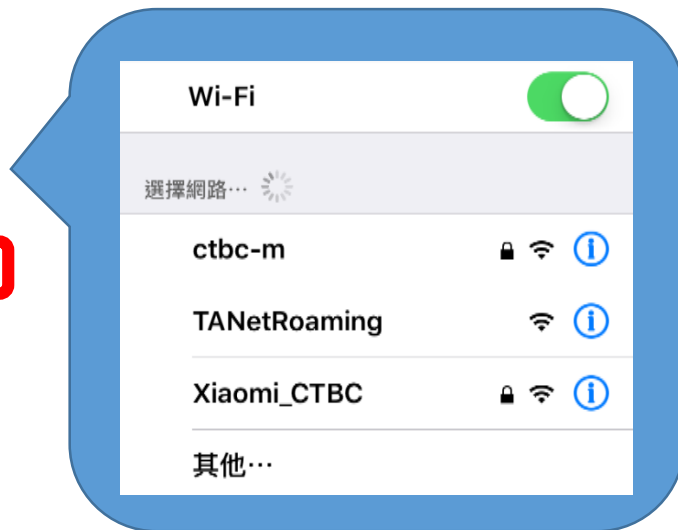 Wi-Fi
選擇網路…
ctbc-m
TANetRoaming
Xiaomi_CTBC
其他…